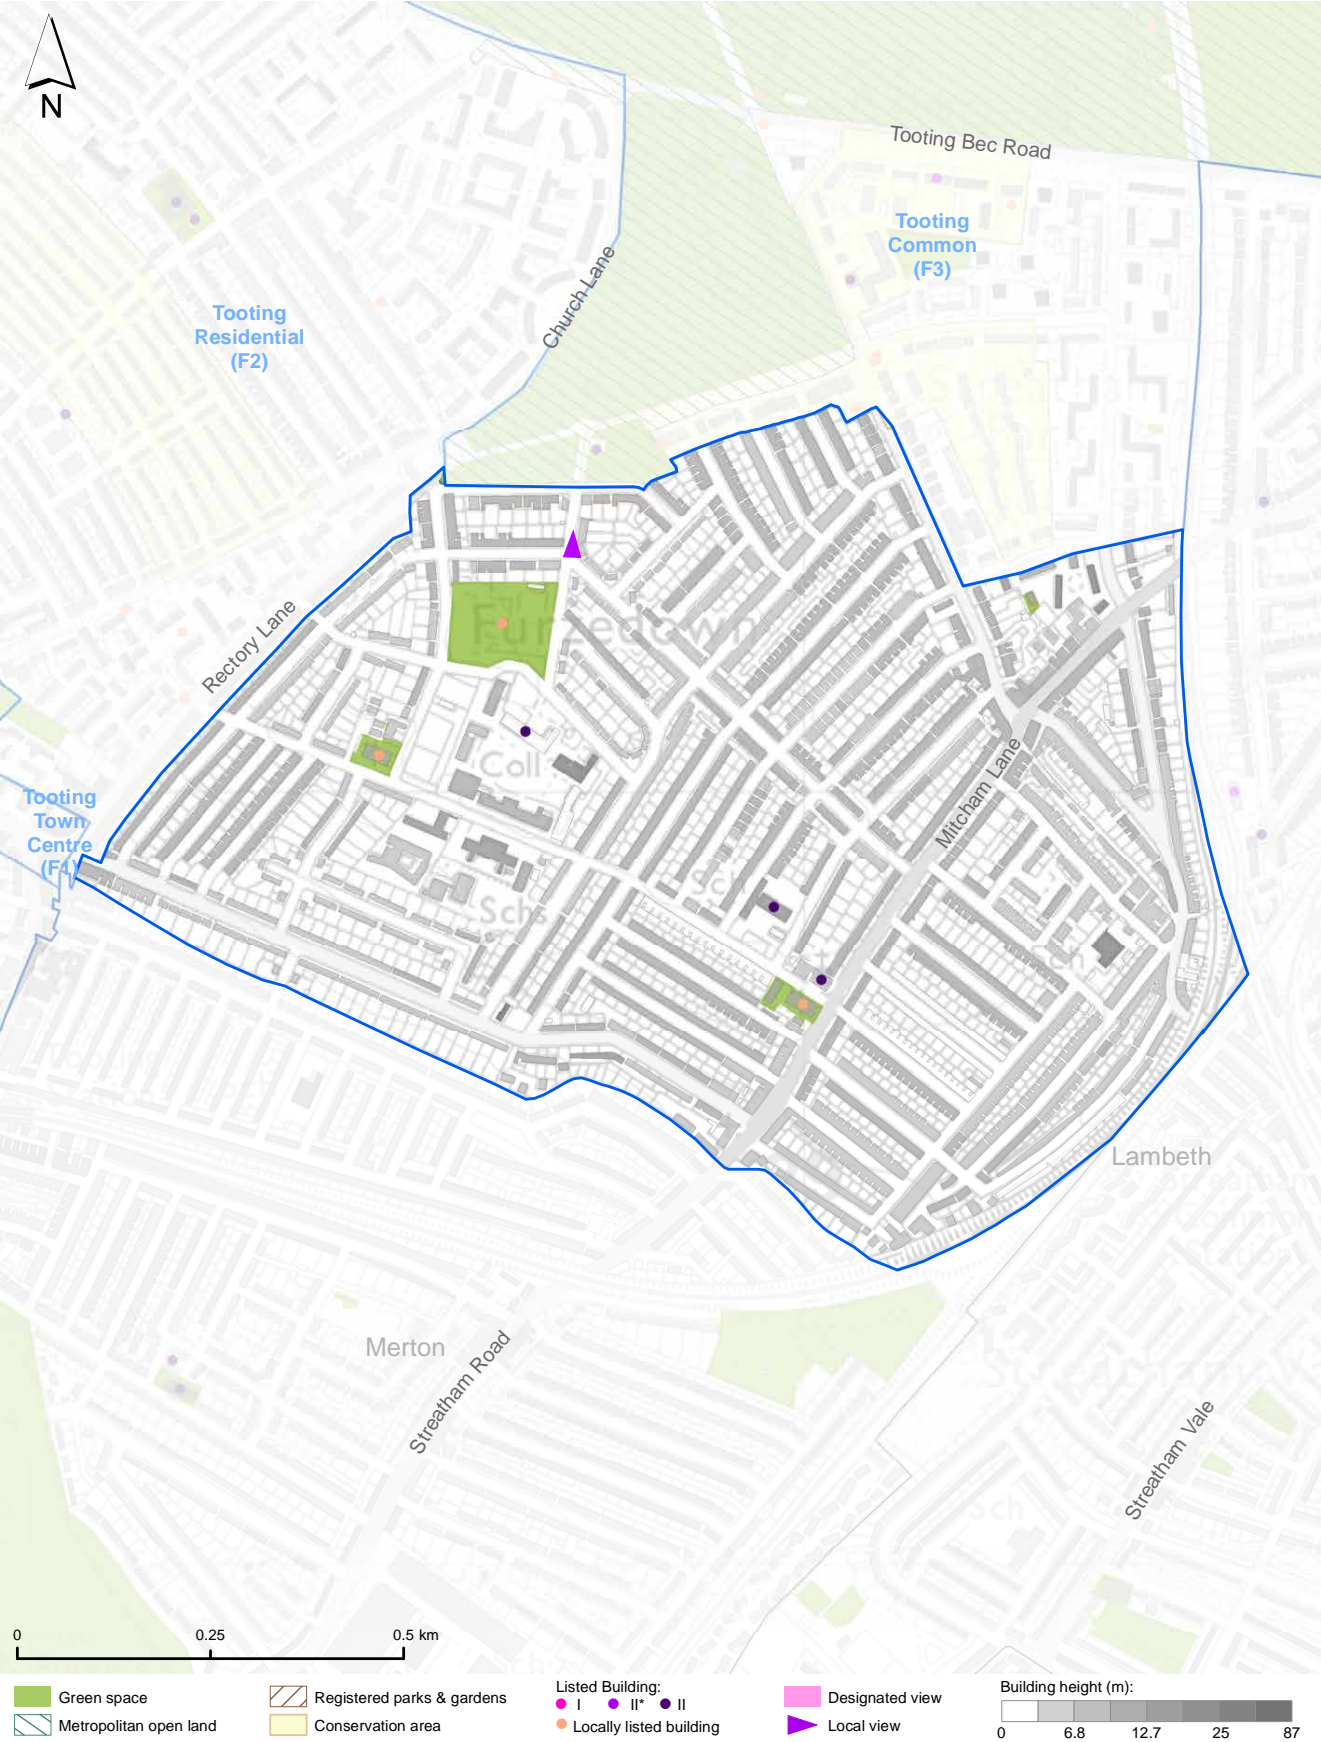 N
Tooting Bec Road
Tooting
Common
(F3)
Church Lane
Tooting
Residential
(F2)
Rectory Lane
Furzedown
Coll
Mitcham Lane
Tooting
Town
Centre
(F1)
Sch
Schs
Lambeth
Merton
Streatham Road
Streatham Vale
Sch
0 0.25 0.5 km
Green space
Metropolitan open land
Registered parks & gardens
Conservation area
Listed Building:
I II* II
Locally listed building
Designated view
Local view
Building height (m):
0 6.8 12.7 25 87